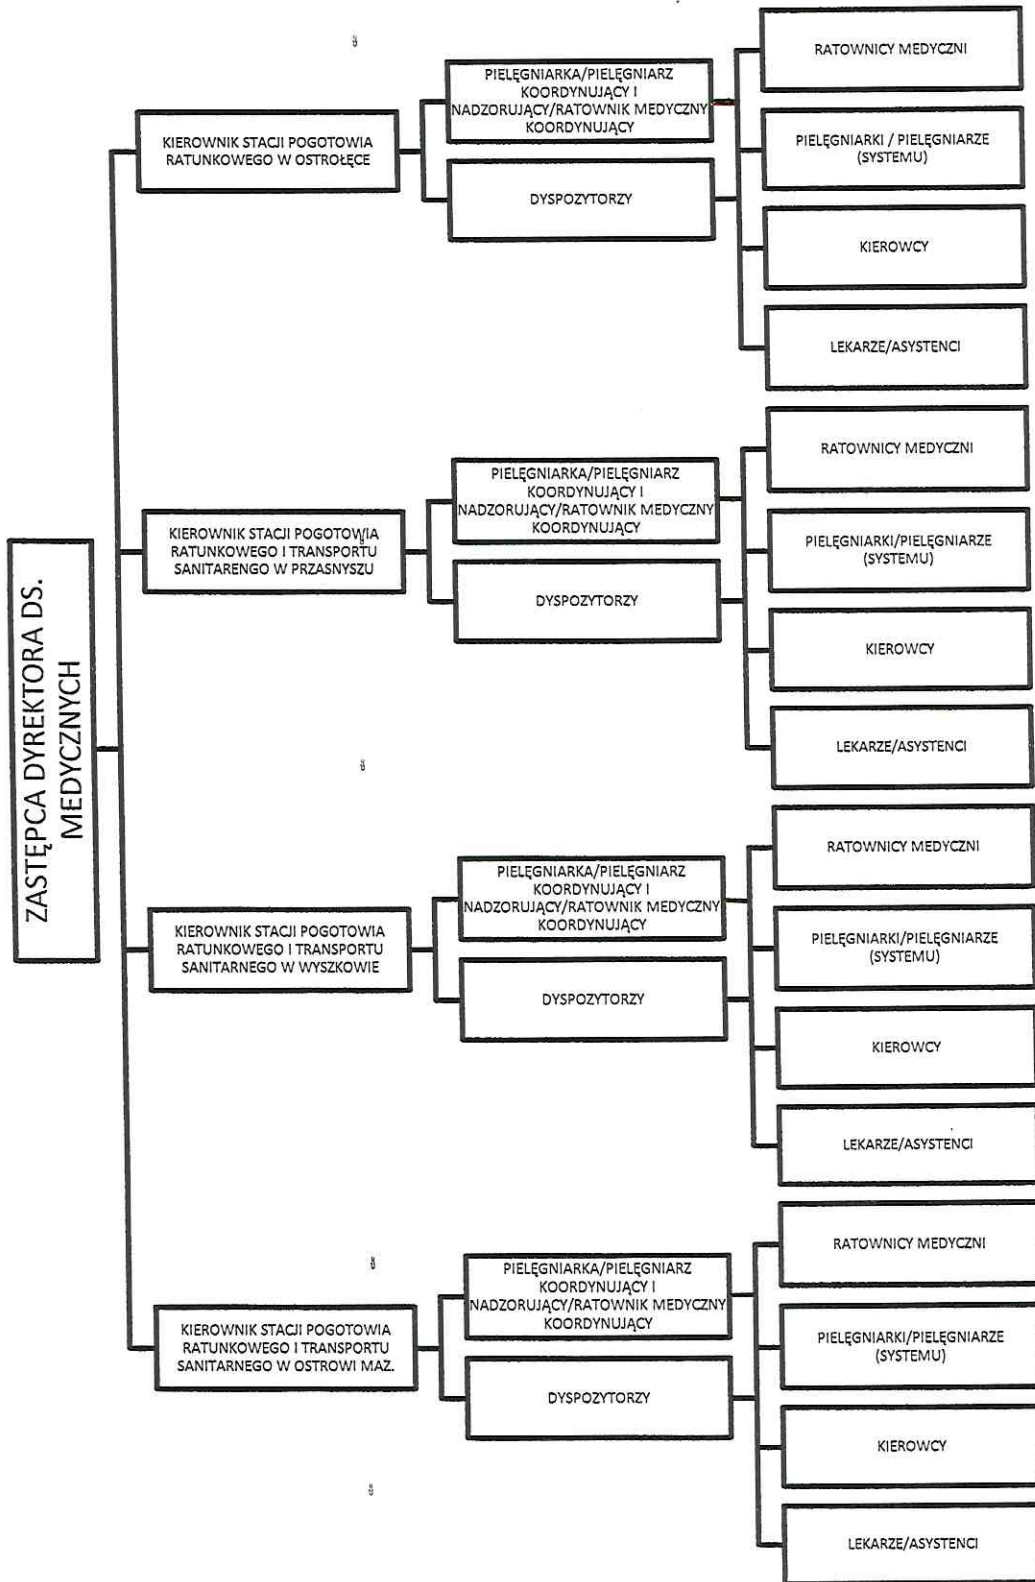 ZASTĘPCA DYREKTORA DS.
MEDYCZNYCH
KIEROWNIK STACJI POGOTOWIA
RATUNKOWEGO W OSTROŁĘCE
PIELĘGNIARKA/PIELĘGNIARZ
KOORDYNUJĄCY I
NADZORUJĄCY/RATOWNIK MEDYCZNY
KOORDYNUJĄCY
DYSPOZYTORZY
RATOWNICY MEDYCZNI
PIELĘGNIARKI / PIELĘGNIARZE
(SYSTEMU)
KIEROWCY
LEKARZE/ASYSTENCI
KIEROWNIK STACJI POGOTOWIA
RATUNKOWEGO I TRANSPORTU
SANITARENGO W PRZASNYSZU
PIELĘGNIARKA/PIELĘGNIARZ
KOORDYNUJĄCY I
NADZORUJĄCY/RATOWNIK MEDYCZNY
KOORDYNUJĄCY
DYSPOZYTORZY
RATOWNICY MEDYCZNI
PIELĘGNIARKI/PIELĘGNIARZE
(SYSTEMU)
KIEROWCY
LEKARZE/ASYSTENCI
KIEROWNIK STACJI POGOTOWIA
RATUNKOWEGO I TRANSPORTU
SANITARNEGO W WYSZKOWIE
PIELĘGNIARKA/PIELĘGNIARZ
KOORDYNUJĄCY I
NADZORUJĄCY/RATOWNIK MEDYCZNY
KOORDYNUJĄCY
DYSPOZYTORZY
RATOWNICY MEDYCZNI
PIELĘGNIARKI/PIELĘGNIARZE
(SYSTEMU)
KIEROWCY
LEKARZE/ASYSTENCI
KIEROWNIK STACJI POGOTOWIA
RATUNKOWEGO I TRANSPORTU
SANITARNEGO W OSTROWI MAZ.
PIELĘGNIARKA/PIELĘGNIARZ
KOORDYNUJĄCY I
NADZORUJĄCY/RATOWNIK MEDYCZNY
KOORDYNUJĄCY
DYSPOZYTORZY
RATOWNICY MEDYCZNI
PIELĘGNIARKI/PIELĘGNIARZE
(SYSTEMU)
KIEROWCY
LEKARZE/ASYSTENCI